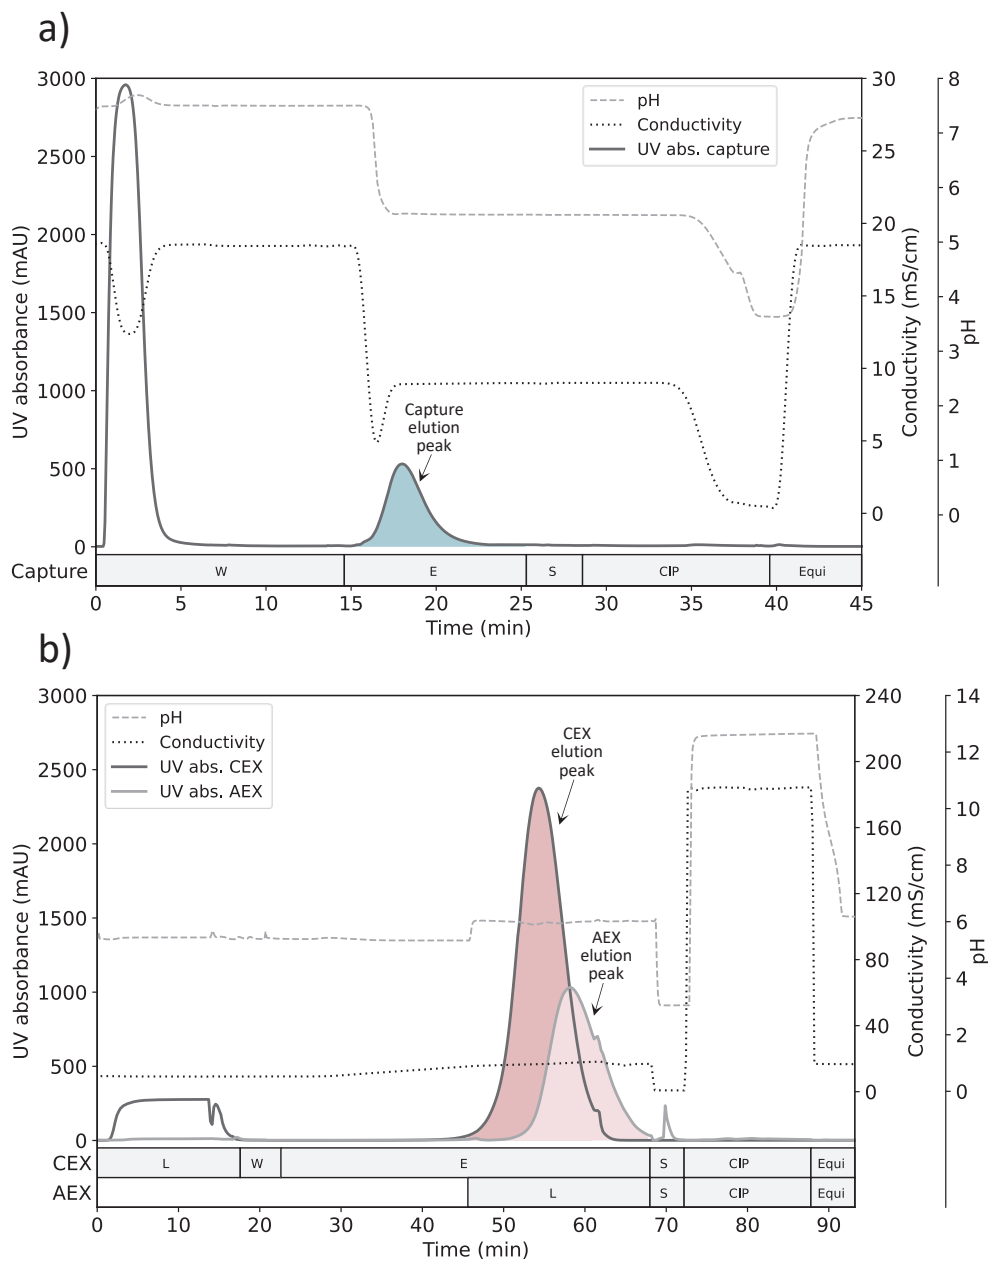 a)
3000
2500
2000
1500
1000
500
0
UV absorbance (mAU)
30
25
20
15
10
5
0
Conductivity (mS/cm)
8
7
6
5
4
3
2
1
0
pH
pH
Conductivity
UV abs. capture
Capture
elution
peak
Capture W E S CIP Equi
0 5 10 15 20 25 30 35 40 45
Time (min)
b)
3000
2500
2000
1500
1000
500
0
UV absorbance (mAU)
240
200
160
120
80
40
0
Conductivity (mS/cm)
14
12
10
8
6
4
2
0
pH
pH
Conductivity
UV abs. CEX
UV abs. AEX
CEX
elution
peak
AEX
elution
peak
CEX L W E S CIP Equi
AEX L S CIP Equi
0 10 20 30 40 50 60 70 80 90
Time (min)